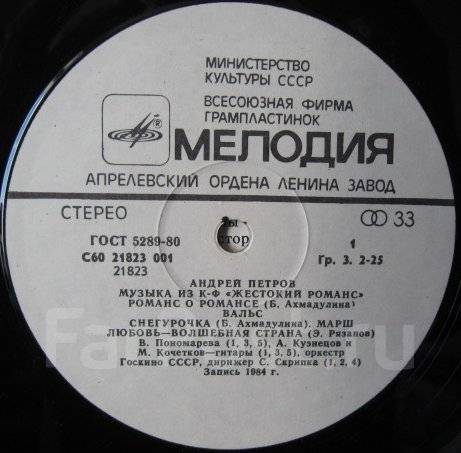 МИНИСТЕРСТВО
КУЛЬТУРЫ СССР
ВСЕСОЮЗНАЯ ФИРМА
ГРАМПЛАСТИНОК
МЕЛОДИЯ
АПРЕЛЕВСКИЙ ОРДЕНА ЛЕНИНА ЗАВОД
СТЕРЕО
33
ГОСТ 5289-80
1
С60 21823 001
Гр. 3. 2-25
21823
АНДРЕЙ ПЕТРОВ
МУЗЫКА ИЗ К-Ф «ЖЕСТОКИЙ РОМАНС»
РОМАНС О РОМАНСЕ (Б. Ахмадулина)
ВАЛЬС
СНЕГУРОЧКА (Б. Ахмадулина). МАРШ
ЛЮБОВЬ—ВОЛШЕБНАЯ СТРАНА (Э. Рязанов)
В. Пономарева (1, 3, 5), А. Кузнецов и
М. Кочетков—гитары (1, 3, 5), оркестр
Госкино СССР, дирижер С. Скрипка (1, 2, 4)
Запись 1984 г.